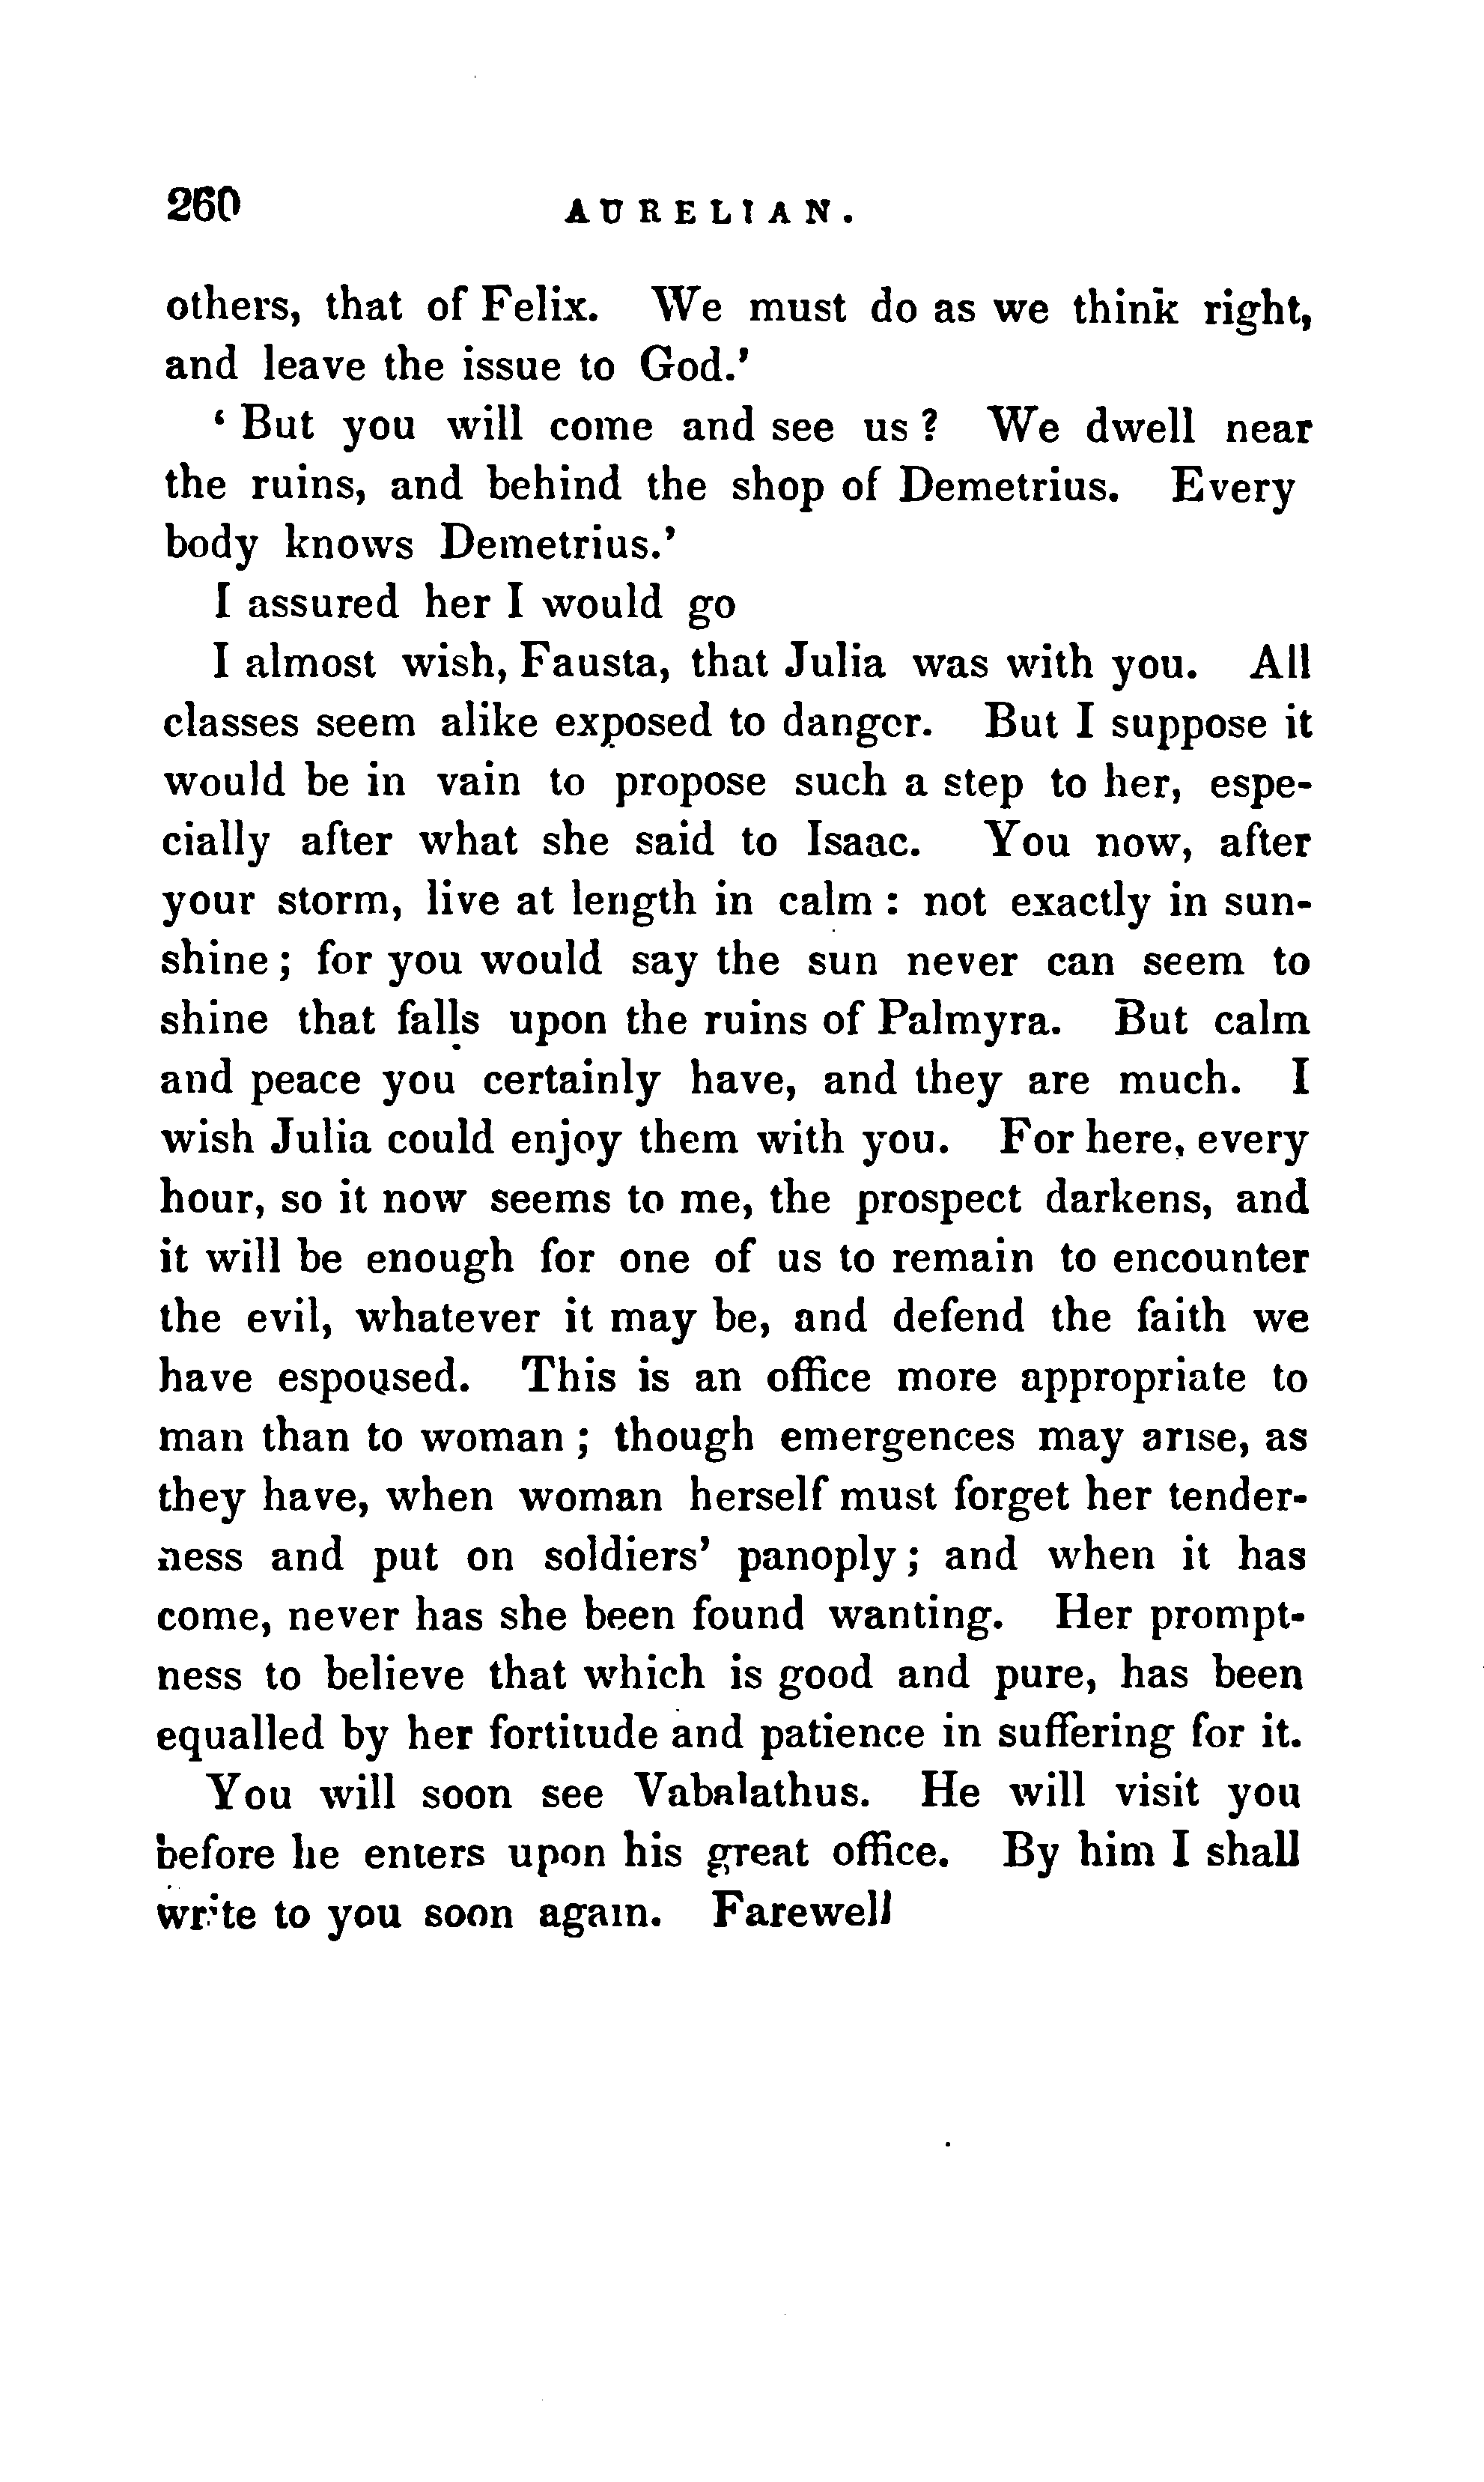 260 AURELIAN.
others, that of Felix. We must do as we think right,
and leave the issue to God.’
‘ But you will come and see us ? We dwell near
the ruins, and behind the shop of Demetrius. Every
body knows Demetrius.’
I assured her I would go
I almost wish, Fausta, that Julia was with you. All
classes seem alike exposed to danger. But I suppose it
would be in vain to propose such a step to her, espe-
cially after what she said to Isaac. You now, after
your storm, live at length in calm : not exactly in sun-
shine ; for you would say the sun never can seem to
shine that falls upon the ruins of Palmyra. But calm
and peace you certainly have, and they are much. I
wish Julia could enjoy them with you. For here, every
hour, so it now seems to me, the prospect darkens, and
it will be enough for one of us to remain to encounter
the evil, whatever it may be, and defend the faith we
have espoused. This is an office more appropriate to
man than to woman ; though emergences may arise, as
they have, when woman herself must forget her tender-
ness and put on soldiers’ panoply ; and when it has
come, never has she been found wanting. Her prompt-
ness to believe that which is good and pure, has been
equalled by her fortitude and patience in suffering for it.
You will soon see Vabalathus. He will visit you
before he enters upon his great office. By him I shall
write to you soon again. Farewell